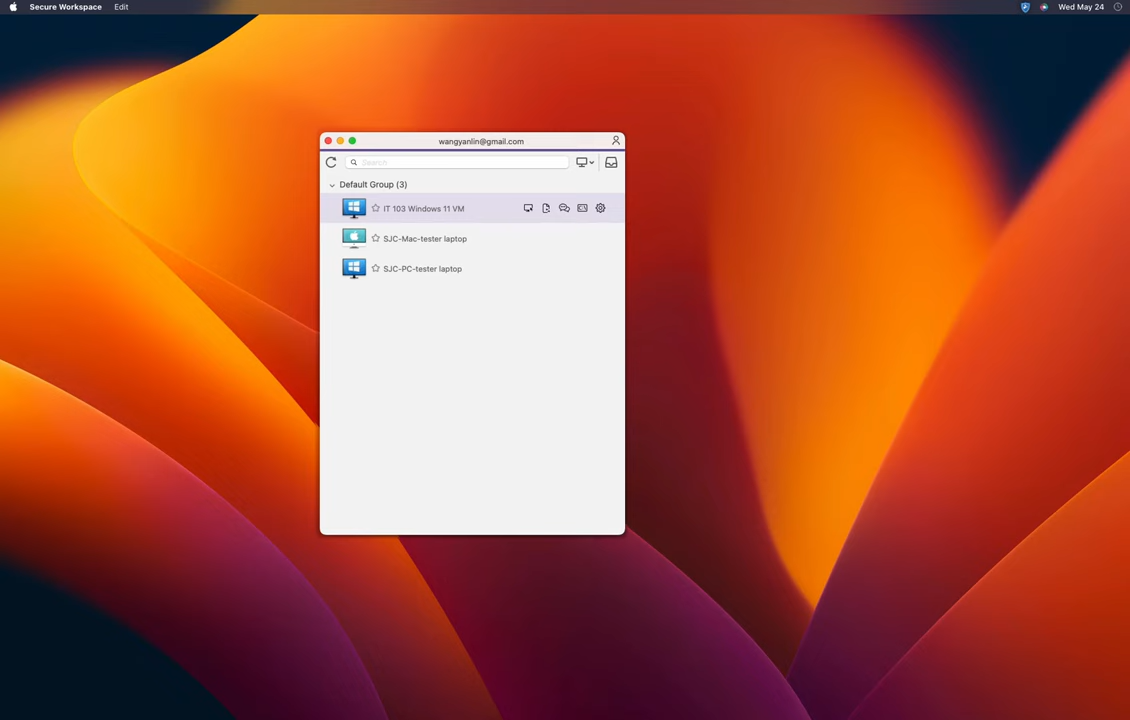 Secure Workspace Edit Wed May 24
wangyanlin@gmail.com
Search
Default Group (3)
IT 103 Windows 11 VM
SJC-Mac-tester laptop
SJC-PC-tester laptop